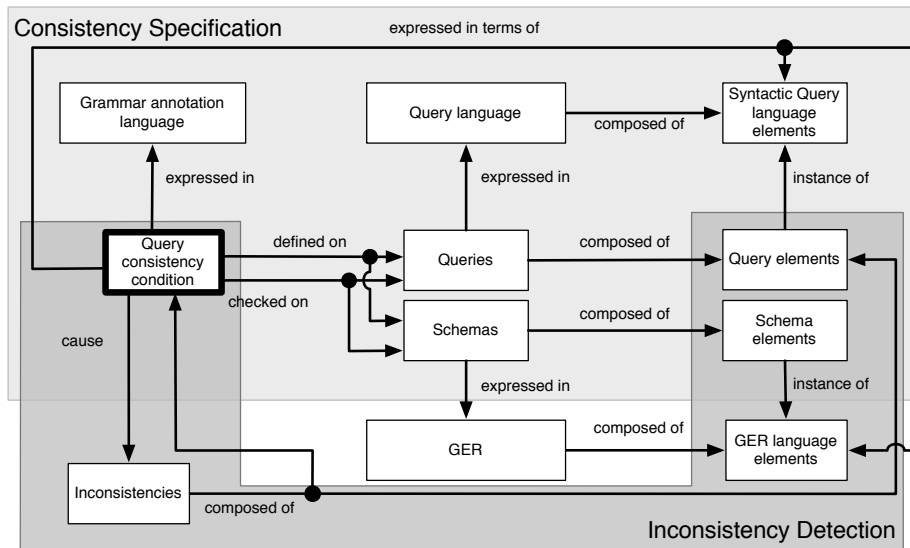 Consistency Specification
expressed in terms of
Grammar annotation
language
Query language
composed of
Syntactic Query
language
elements
expressed in
expressed in
instance of
Query
consistency
condition
defined on
checked on
Queries
composed of
Query elements
cause
Schemas
composed of
Schema
elements
expressed in
instance of
GER
composed of
GER language
elements
Inconsistencies
composed of
Inconsistency Detection